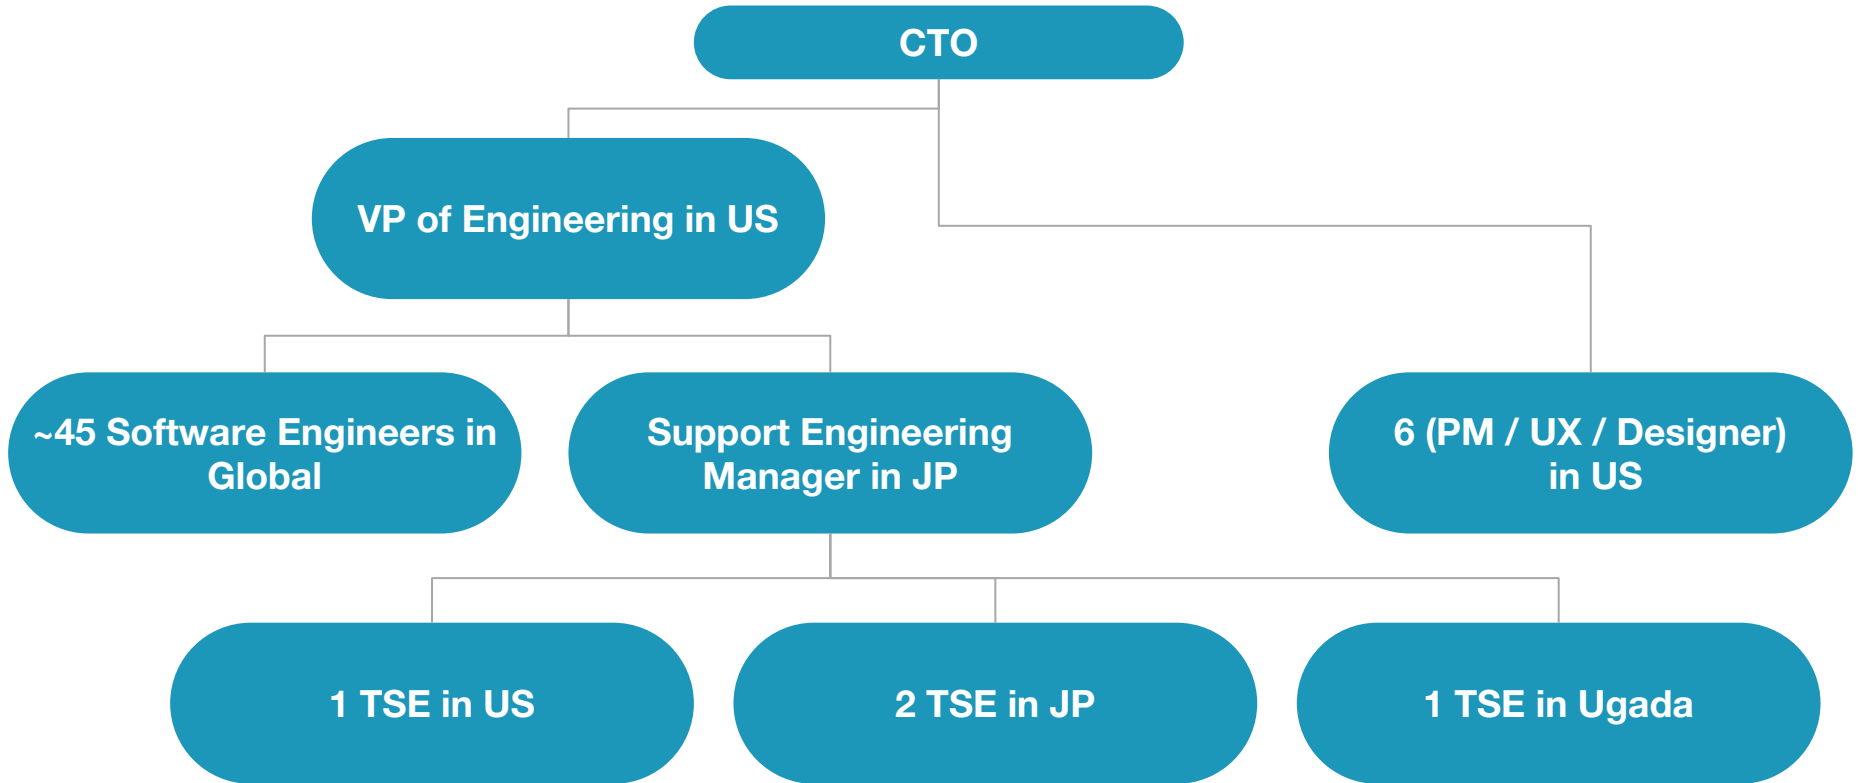 CTO
VP of Engineering in US
~45 Software Engineers in
Global
Support Engineering
Manager in JP
6 (PM / UX / Designer)
in US
1 TSE in US
2 TSE in JP
1 TSE in Ugada